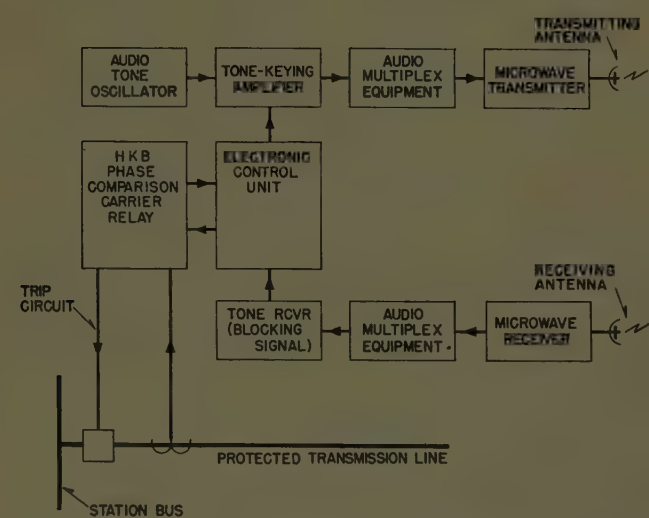 TRANSMITTING
ANTENNA
AUDIO
TONE
OSCILLATOR
TONE-KEYING
AMPLIFIER
AUDIO
MULTIPLEX
EQUIPMENT
MICROWAVE
TRANSMITTER
HKB
PHASE
COMPARISON
CARRIER
RELAY
ELECTRONIC
CONTROL
UNIT
TRIP
CIRCUIT
TONE RCVR
(BLOCKING
SIGNAL)
AUDIO
MULTIPLEX
EQUIPMENT
MICROWAVE
RECEIVER
RECEIVING
ANTENNA
PROTECTED TRANSMISSION LINE
STATION BUS